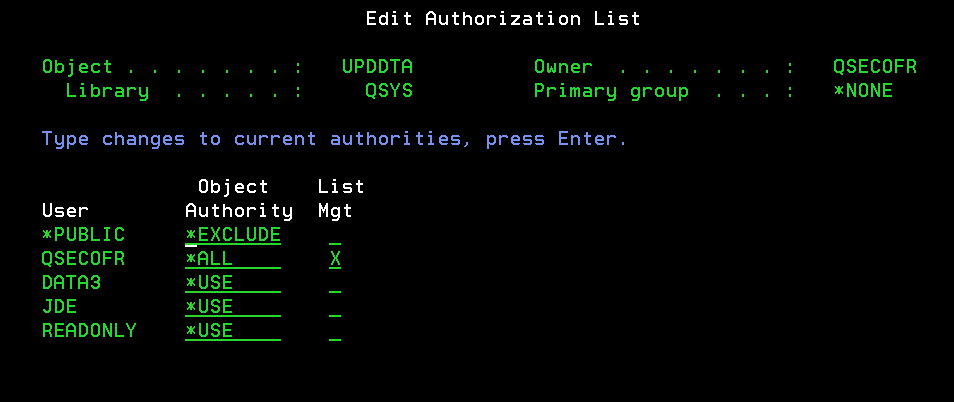 Edit Authorization List
Object . . . . . . . : UPDDTA Owner . . . . . . . : QSECOFR
Library . . . . . : QSYS Primary group . . . : *NONE
Type changes to current authorities, press Enter.
Object List
User Authority Mgt
*PUBLIC *EXCLUDE _
QSECOFR *ALL X
DATA3 *USE _
JDE *USE _
READONLY *USE _